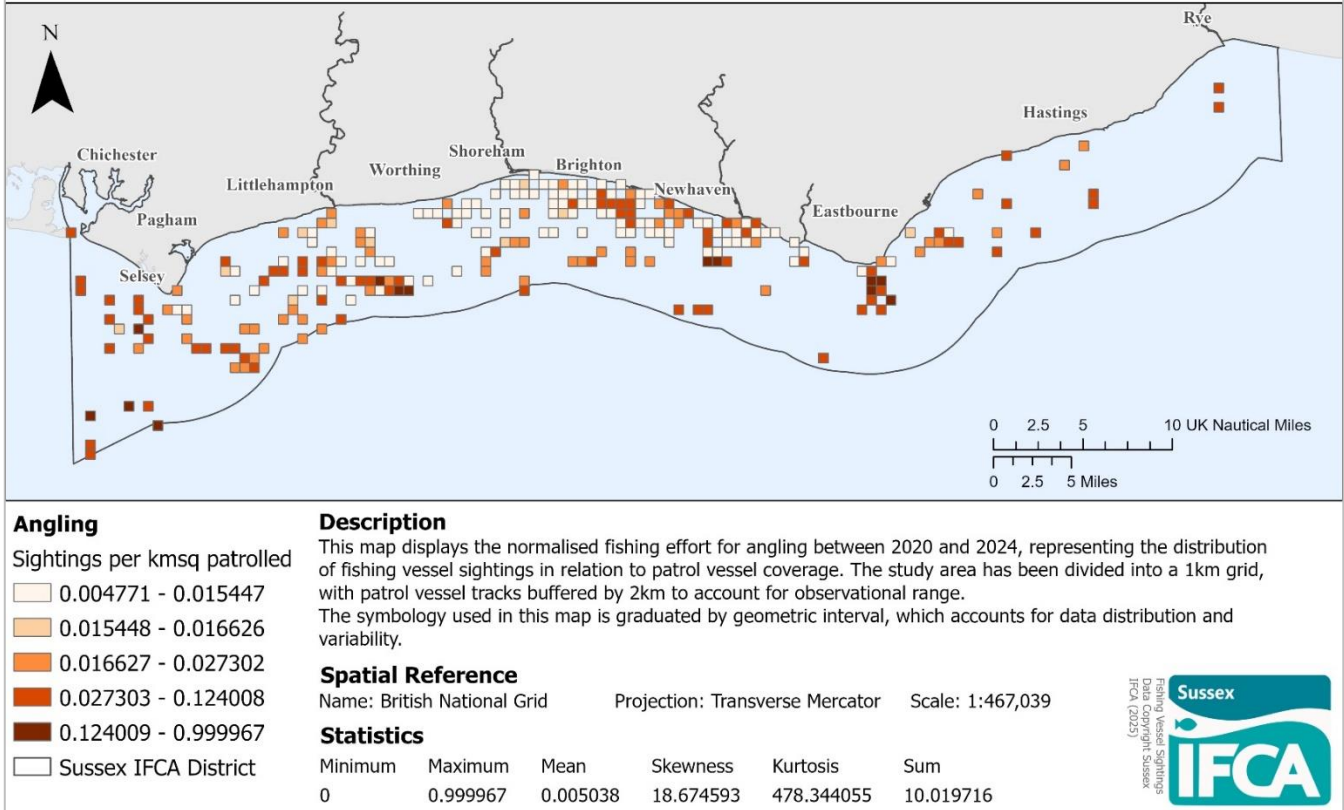 N
Rye
Hastings
Chichester
Shoreham
Brighton
Worthing
Littlehampton
Newhaven
Pagham
Eastbourne
Selsey
0 2.5 5 10 UK Nautical Miles
0 2.5 5 Miles
Angling
Sightings per kmsq patrolled
0.004771 - 0.015447
0.015448 - 0.016626
0.016627 - 0.027302
0.027303 - 0.124008
0.124009 - 0.999967
Sussex IFCA District
Description
This map displays the normalised fishing effort for angling between 2020 and 2024, representing the distribution
of fishing vessel sightings in relation to patrol vessel coverage. The study area has been divided into a 1km grid,
with patrol vessel tracks buffered by 2km to account for observational range.
The symbology used in this map is graduated by geometric interval, which accounts for data distribution and
variability.
Spatial Reference
Name: British National Grid Projection: Transverse Mercator Scale: 1:467,039
Statistics
Minimum Maximum Mean Skewness Kurtosis Sum
0 0.999967 0.005038 18.674593 478.344055 10.019716
Fishing Vessel Sightings
Data Copyright Sussex
IFCA (2025)
Sussex
IFCA